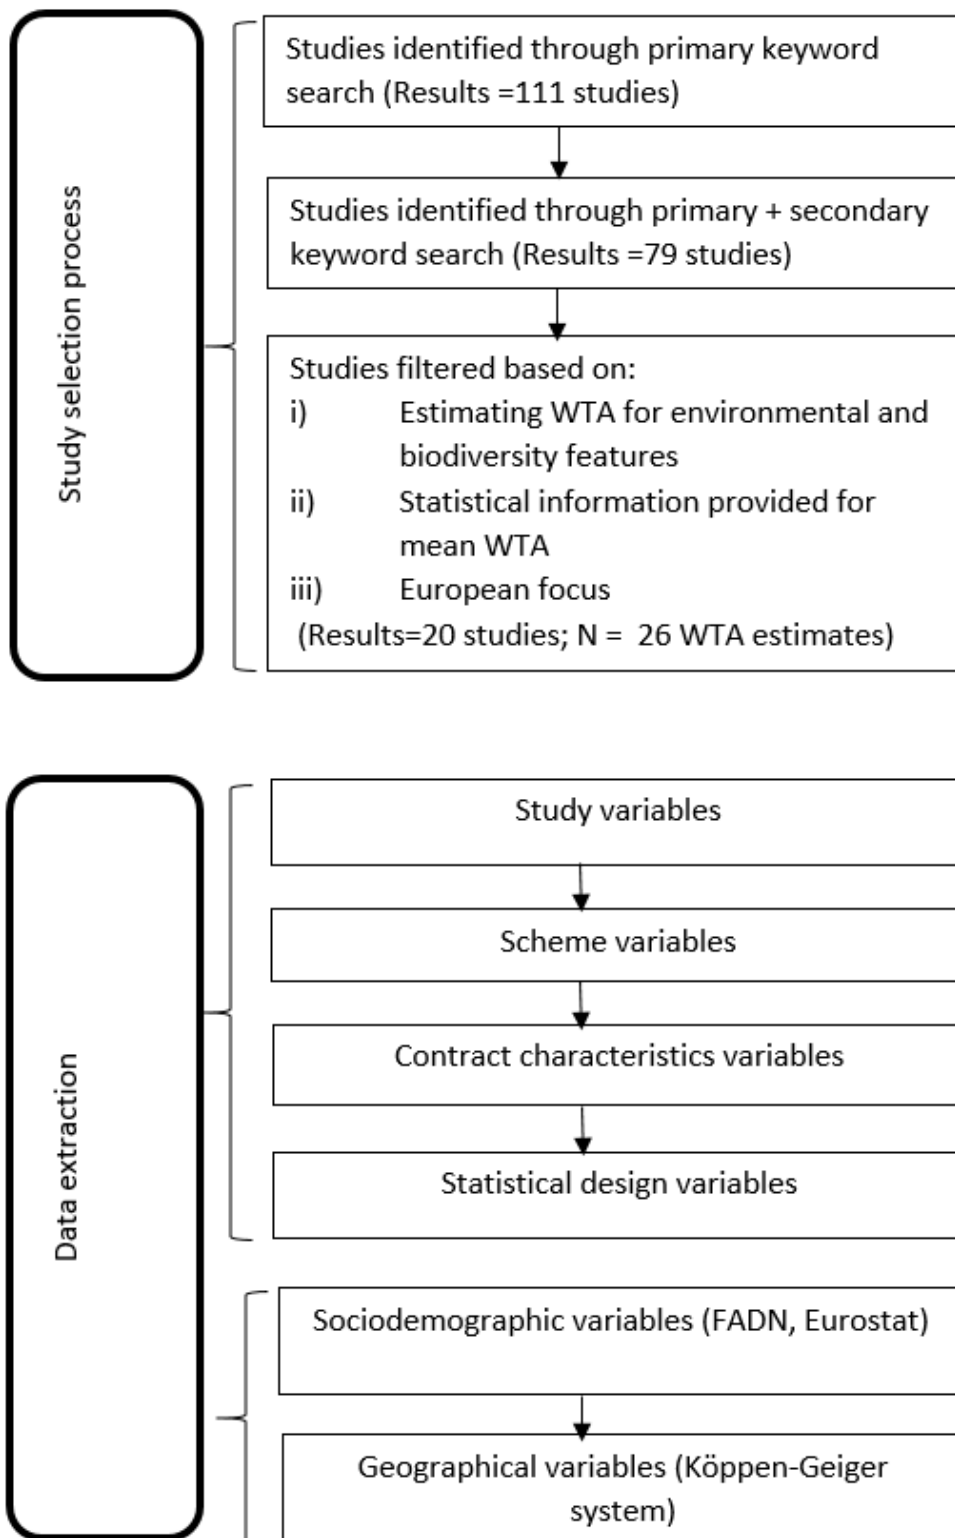 Study selection process
Studies identified through primary keyword
search (Results =111 studies)
Studies identified through primary + secondary
keyword search (Results =79 studies)
Studies filtered based on:
i) Estimating WTA for environmental and
biodiversity features
ii) Statistical information provided for
mean WTA
iii) European focus
(Results=20 studies; N = 26 WTA estimates)
Data extraction
Study variables
Scheme variables
Contract characteristics variables
Statistical design variables
Sociodemographic variables (FADN, Eurostat)
Geographical variables (Köppen-Geiger
system)